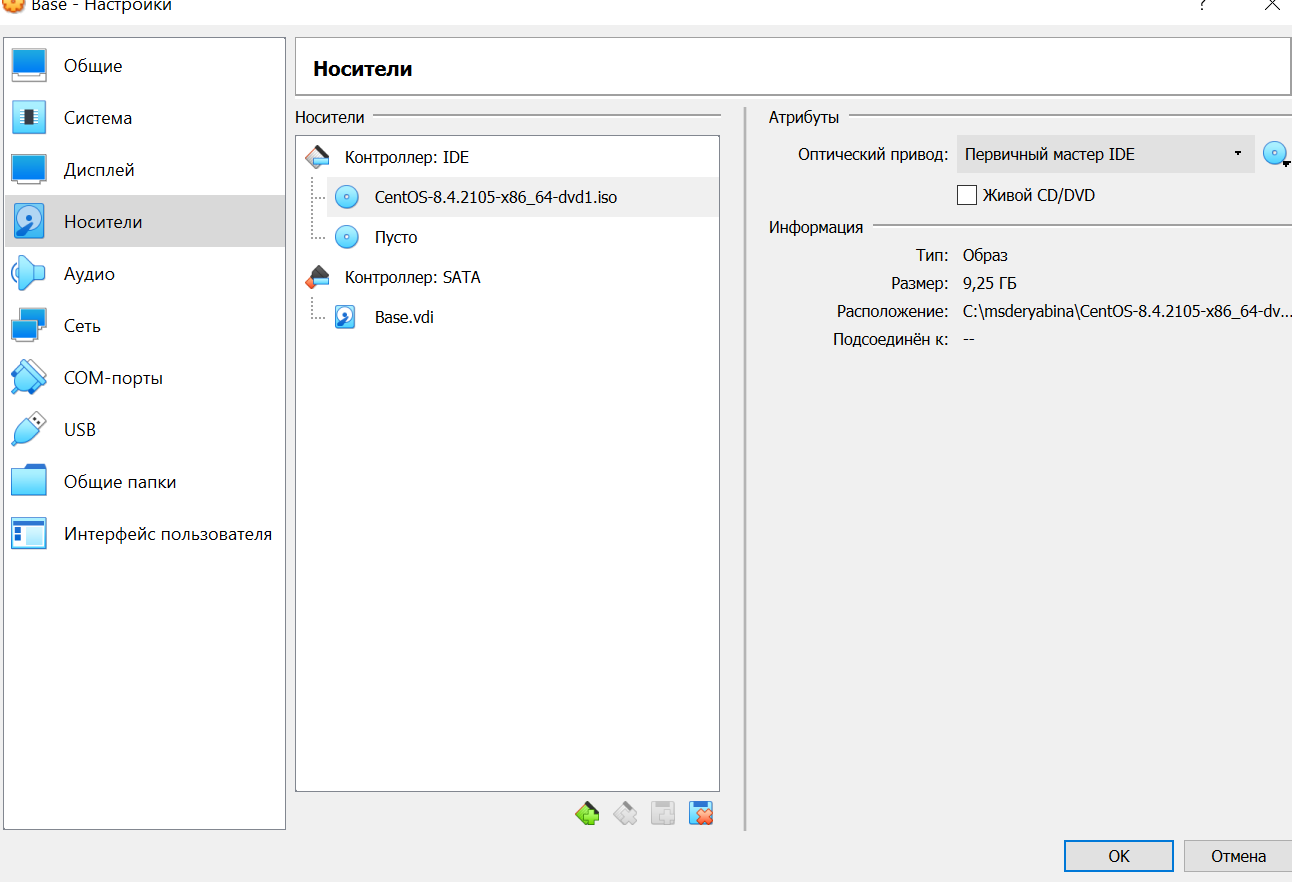 Base - Настройки ?
Общие
Система
Дисплей
Носители
Аудио
Сеть
COM-порты
USB
Общие папки
Интерфейс пользователя
Носители
Носители
Контроллер: IDE
CentOS-8.4.2105-x86_64-dvd1.iso
Пусто
Контроллер: SATA
Base.vdi
Атрибуты
Оптический привод: Первичный мастер IDE
Живой CD/DVD
Информация
Тип: Образ
Размер: 9,25 ГБ
Расположение: C:\msderyabina\CentOS-8.4.2105-x86_64-dv...
Подсоединён к: --
OK
Отмена